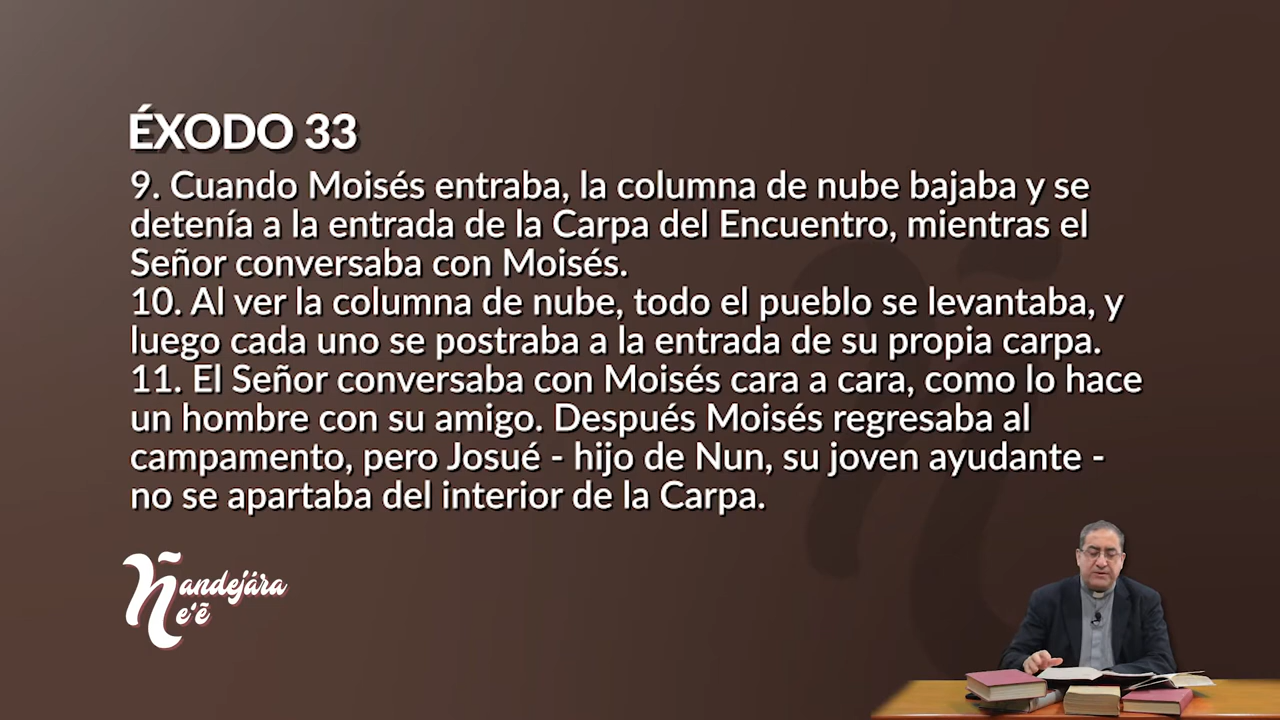 ÉXODO 33
9. Cuando Moisés entraba, la columna de nube bajaba y se
detenía a la entrada de la Carpa del Encuentro, mientras el
Señor conversaba con Moisés.
10. Al ver la columna de nube, todo el pueblo se levantaba, y
luego cada uno se postraba a la entrada de su propia carpa.
11. El Señor conversaba con Moisés cara a cara, como lo hace
un hombre con su amigo. Después Moisés regresaba al
campamento, pero Josué - hijo de Nun, su joven ayudante -
no se apartaba del interior de la Carpa.
Ñandejára
Ñe'ẽ